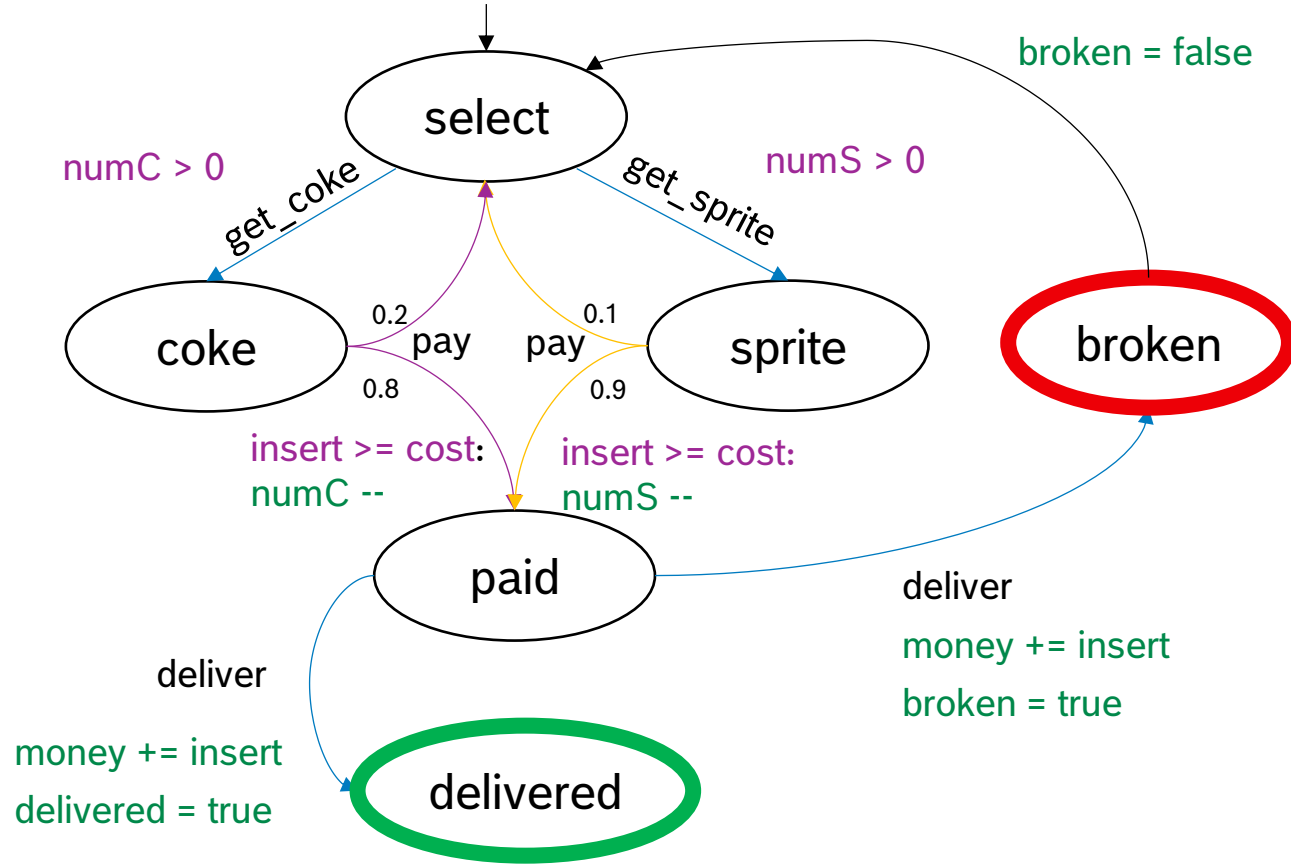 broken = false
select
numC > 0
numS > 0
get_coke
get_sprite
0.2
0.1
pay
pay
coke
sprite
broken
0.8
0.9
insert >= cost:
numC --
insert >= cost:
numS --
paid
deliver
money += insert
broken = true
deliver
money += insert
delivered = true
delivered